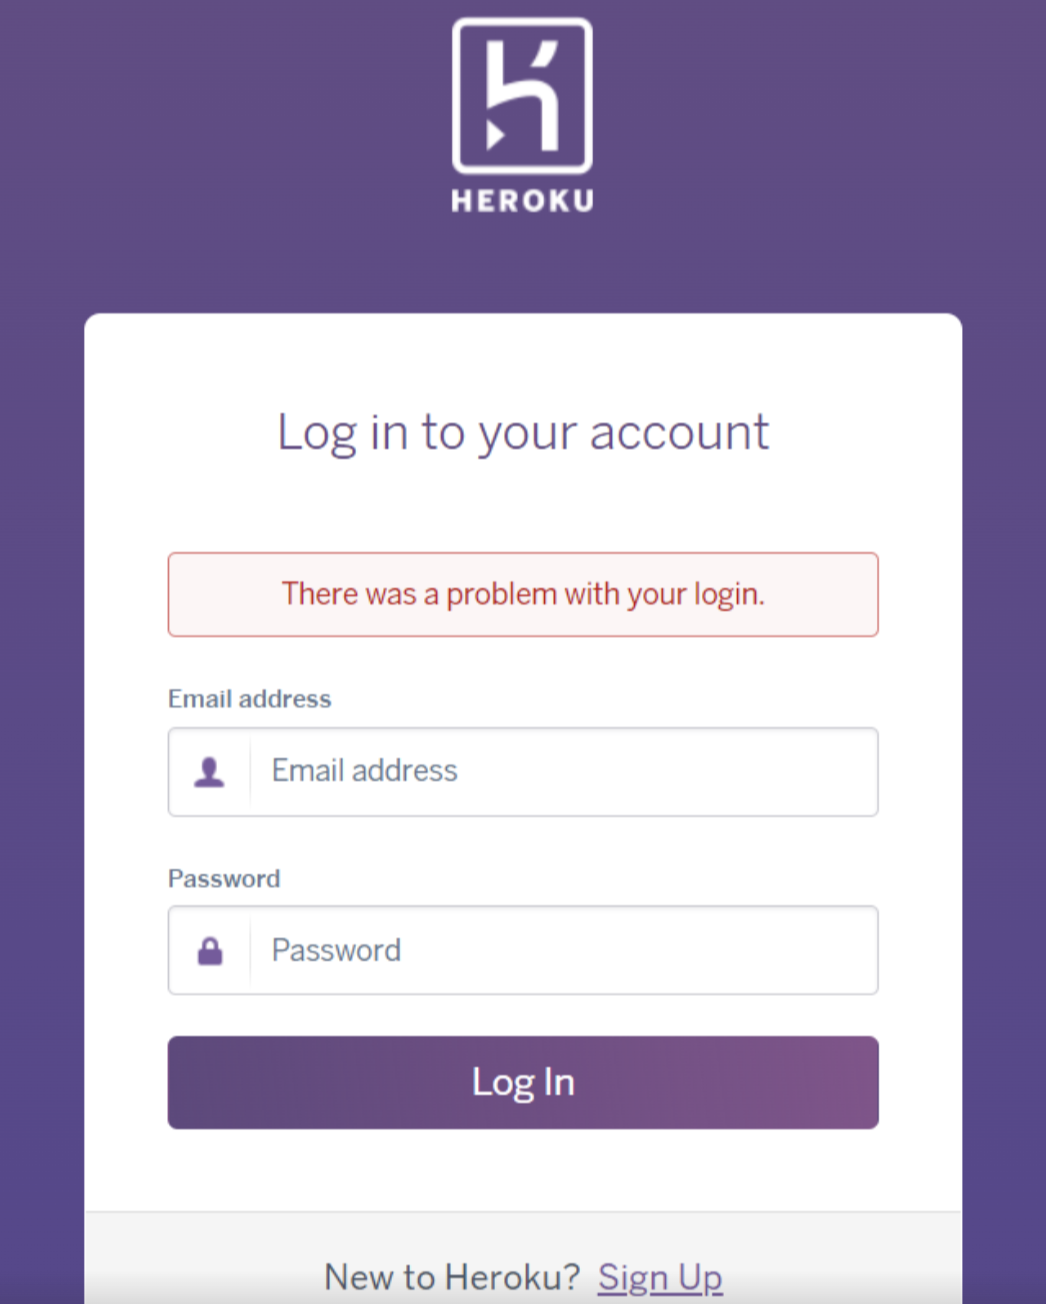 HEROKU
Log in to your account
There was a problem with your login.
Email address
Email address
Password
Password
Log In
New to Heroku? Sign Up